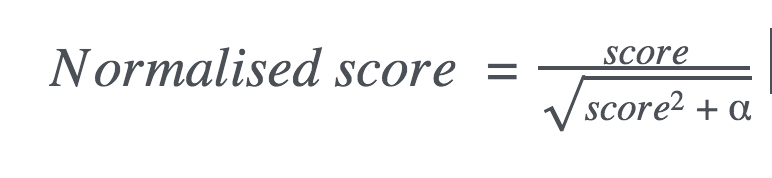 Normalised score = score / √(score² + α)